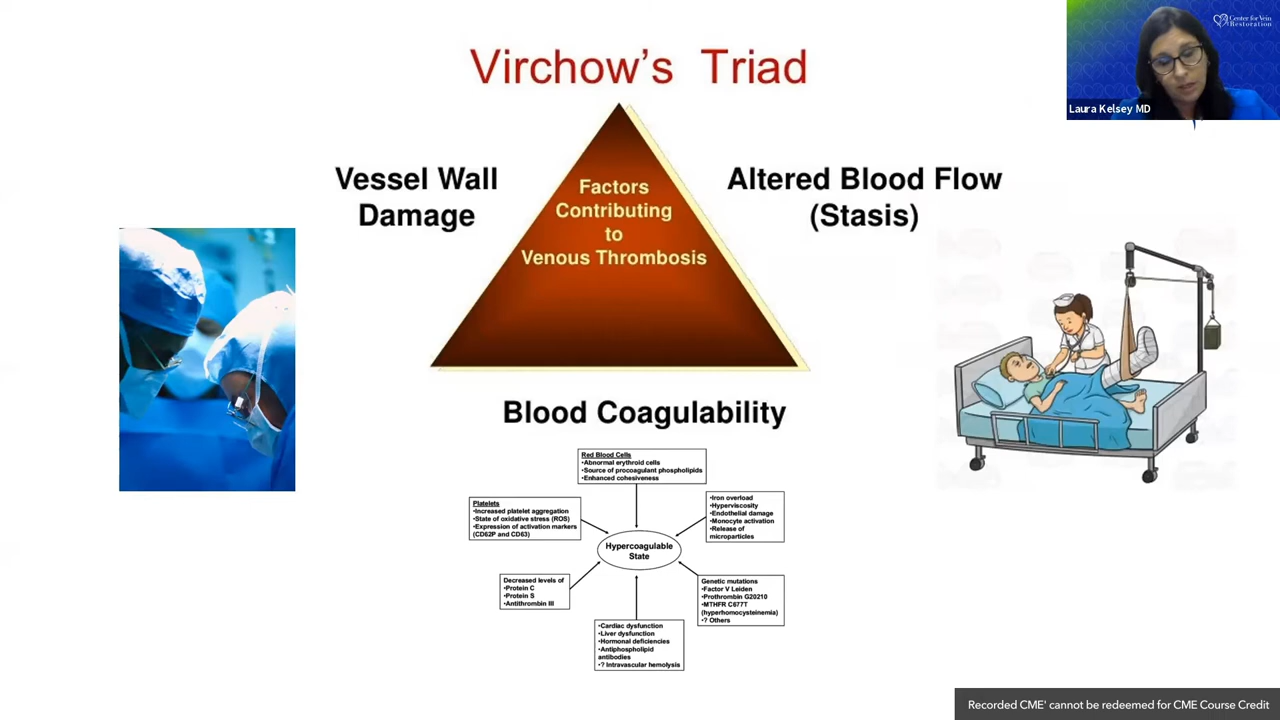 Virchow's Triad
Center for Vein
Restoration
Laura Kelsey MD
Vessel Wall
Damage
Factors
Contributing
to
Venous Thrombosis
Altered Blood Flow
(Stasis)
Blood Coagulability
Red Blood Cells
•Abnormal erythroid cells
•Source of procoagulant phospholipids
•Enhanced cohesiveness
Platelets
•Increased platelet aggregation
•State of oxidative stress (ROS)
•Expression of activation markers
(CD62P and CD63)
•Iron overload
•Hyperviscosity
•Endothelial damage
•Monocyte activation
•Release of
microparticles
Hypercoagulable
State
Decreased levels of
•Protein C
•Protein S
•Antithrombin III
Genetic mutations
•Factor V Leiden
•Prothrombin G20210
•MTHFR C677T
(hyperhomocysteinemia)
•? Others
•Cardiac dysfunction
•Liver dysfunction
•Hormonal deficiencies
•Antiphospholipid
antibodies
•? Intravascular hemolysis
Recorded CME' cannot be redeemed for CME Course Credit